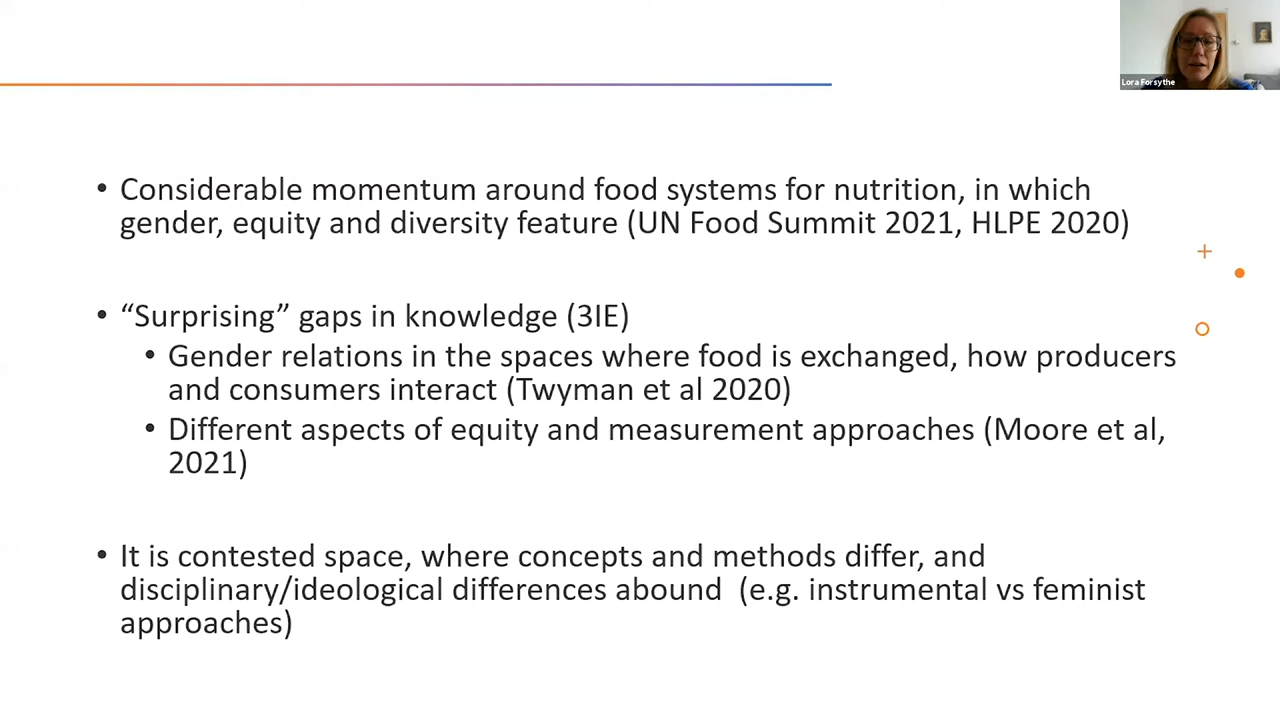 Lora Forsythe
• Considerable momentum around food systems for nutrition, in which
gender, equity and diversity feature (UN Food Summit 2021, HLPE 2020)
• “Surprising” gaps in knowledge (3IE)
• Gender relations in the spaces where food is exchanged, how producers
and consumers interact (Twyman et al 2020)
• Different aspects of equity and measurement approaches (Moore et al,
2021)
• It is contested space, where concepts and methods differ, and
disciplinary/ideological differences abound  (e.g. instrumental vs feminist
approaches)